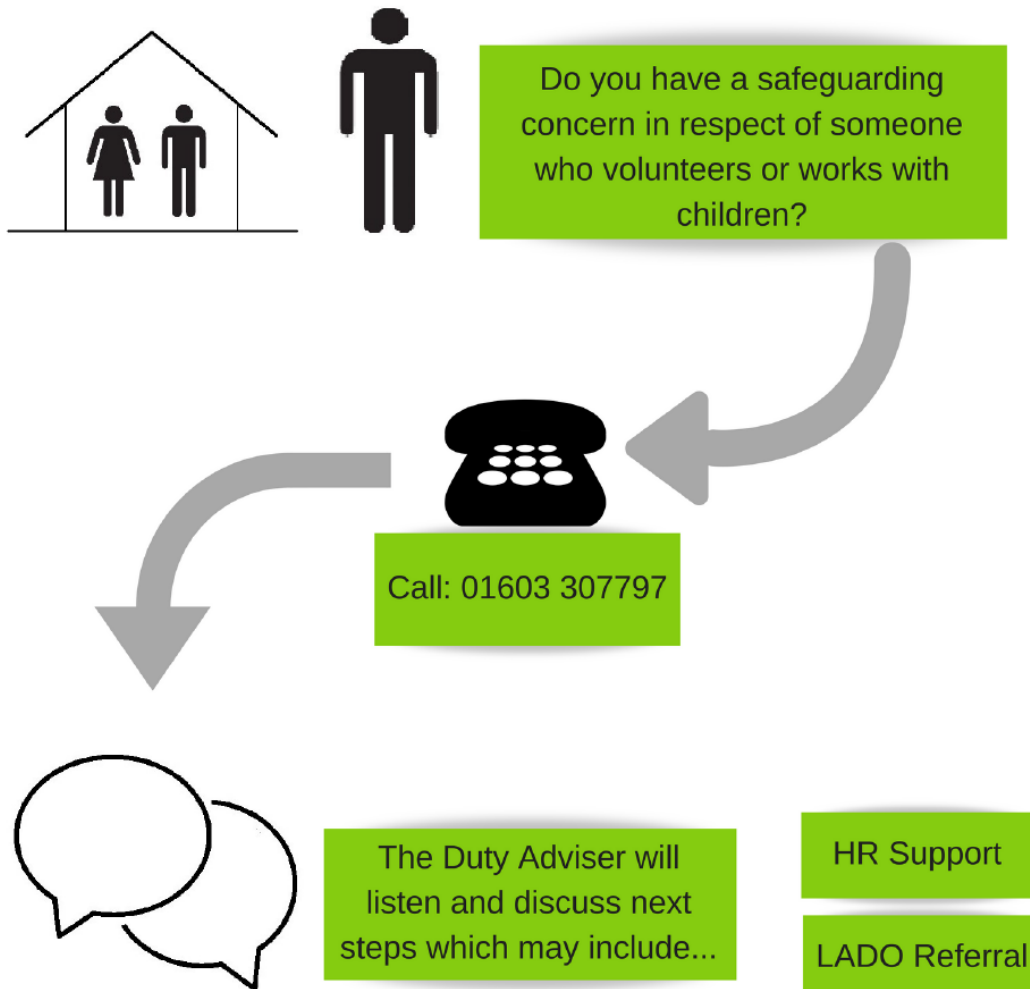 Do you have a safeguarding
concern in respect of someone
who volunteers or works with
children?
Call: 01603 307797
The Duty Adviser will
listen and discuss next
steps which may include...
HR Support
LADO Referral